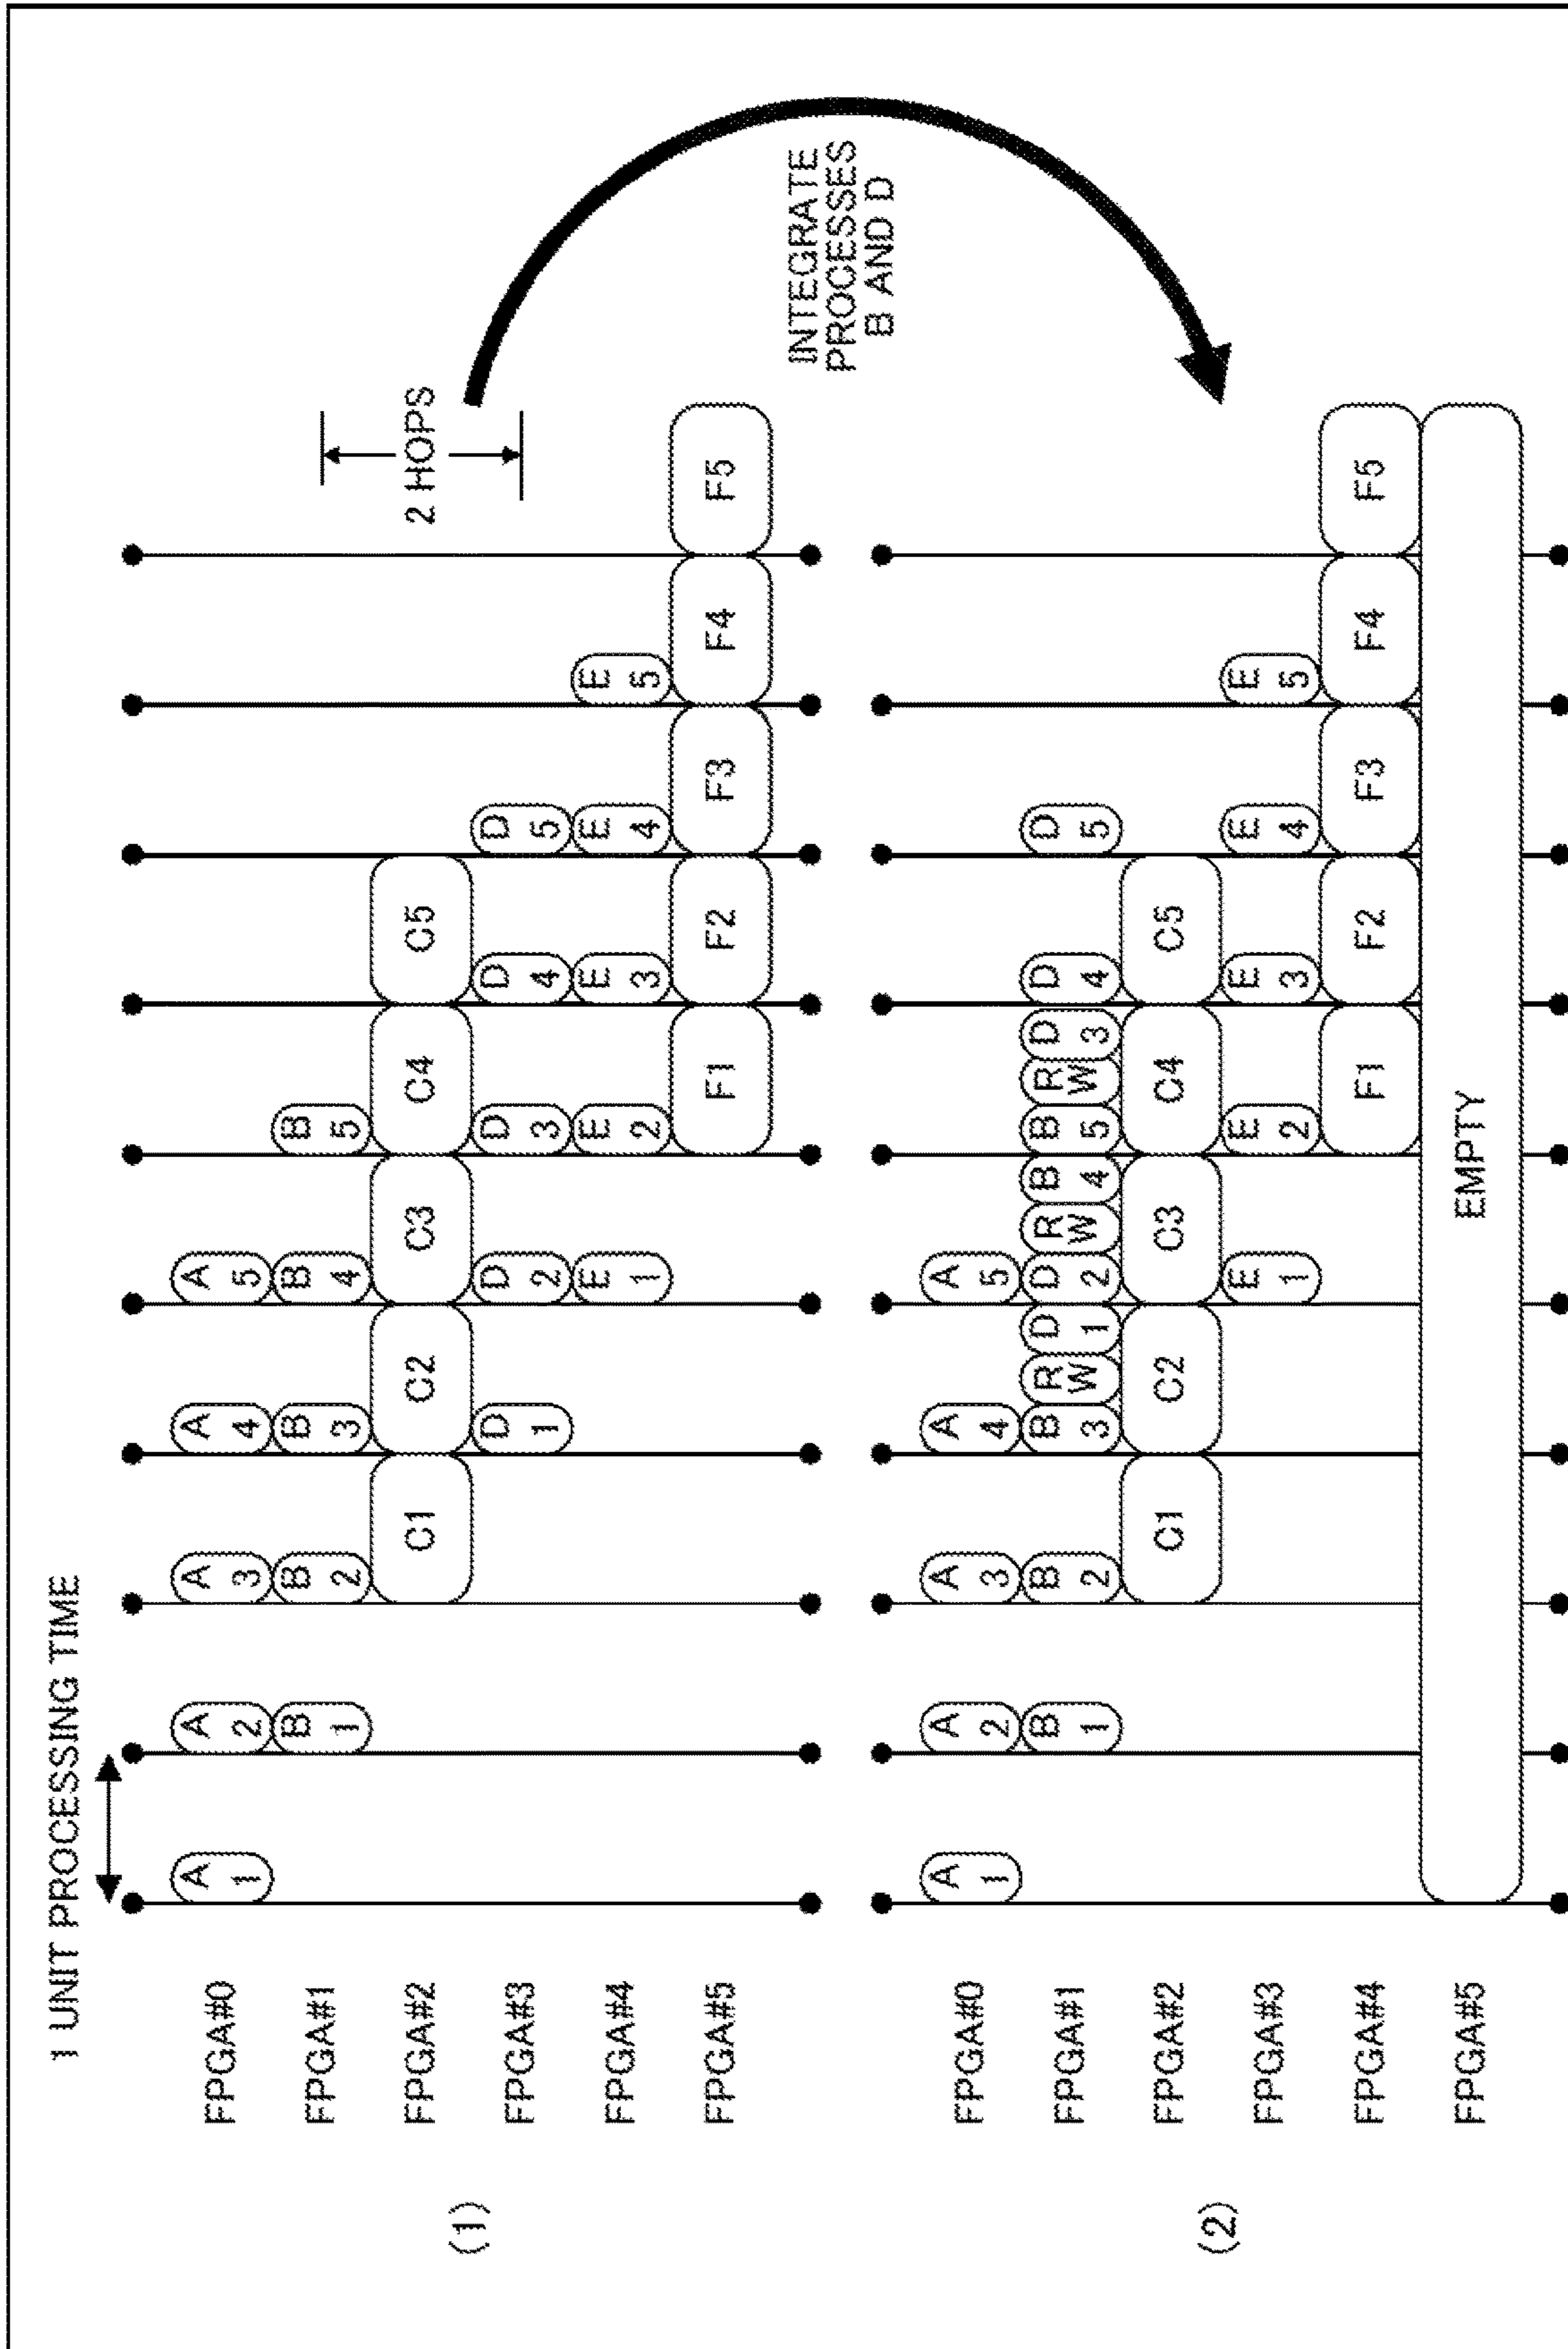 1 UNIT PROCESSING TIME
(1)
FPGA#0
A 1
A 2
A 3
A 4
A 5
FPGA#1
B 1
B 2
B 3
B 4
B 5
FPGA#2
C1
C2
C3
C4
C5
FPGA#3
D 1
D 2
D 3
D 4
D 5
FPGA#4
E 1
E 2
E 3
E 4
E 5
FPGA#5
F1
F2
F3
F4
F5
2 HOPS
INTEGRATE
PROCESSES
B AND D
(2)
FPGA#0
A 1
A 2
A 3
A 4
A 5
FPGA#1
B 1
B 2
B 3
R W
D 1
D 2
R W
B 4
B 5
R W
D 3
D 4
D 5
FPGA#2
C1
C2
C3
C4
C5
FPGA#3
E 1
E 2
E 3
E 4
E 5
FPGA#4
F1
F2
F3
F4
F5
FPGA#5
EMPTY